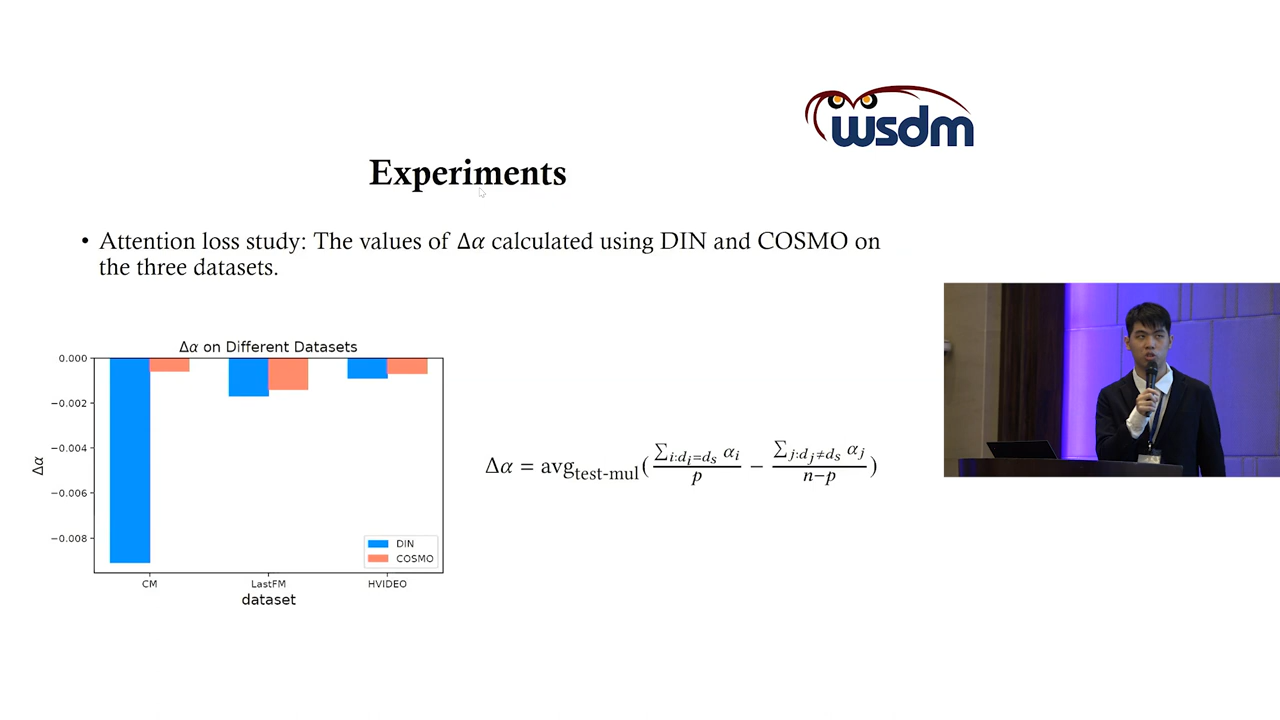 wsdm
Experiments
• Attention loss study: The values of Δα calculated using DIN and COSMO on
the three datasets.
Δα on Different Datasets
0.000
−0.002
−0.004
−0.006
−0.008
Δα
DIN
COSMO
CM LastFM HVIDEO
dataset
Δα = avg_test-mul(∑_{i:d_i=d_s} α_i / p − ∑_{j:d_j≠d_s} α_j / n−p)